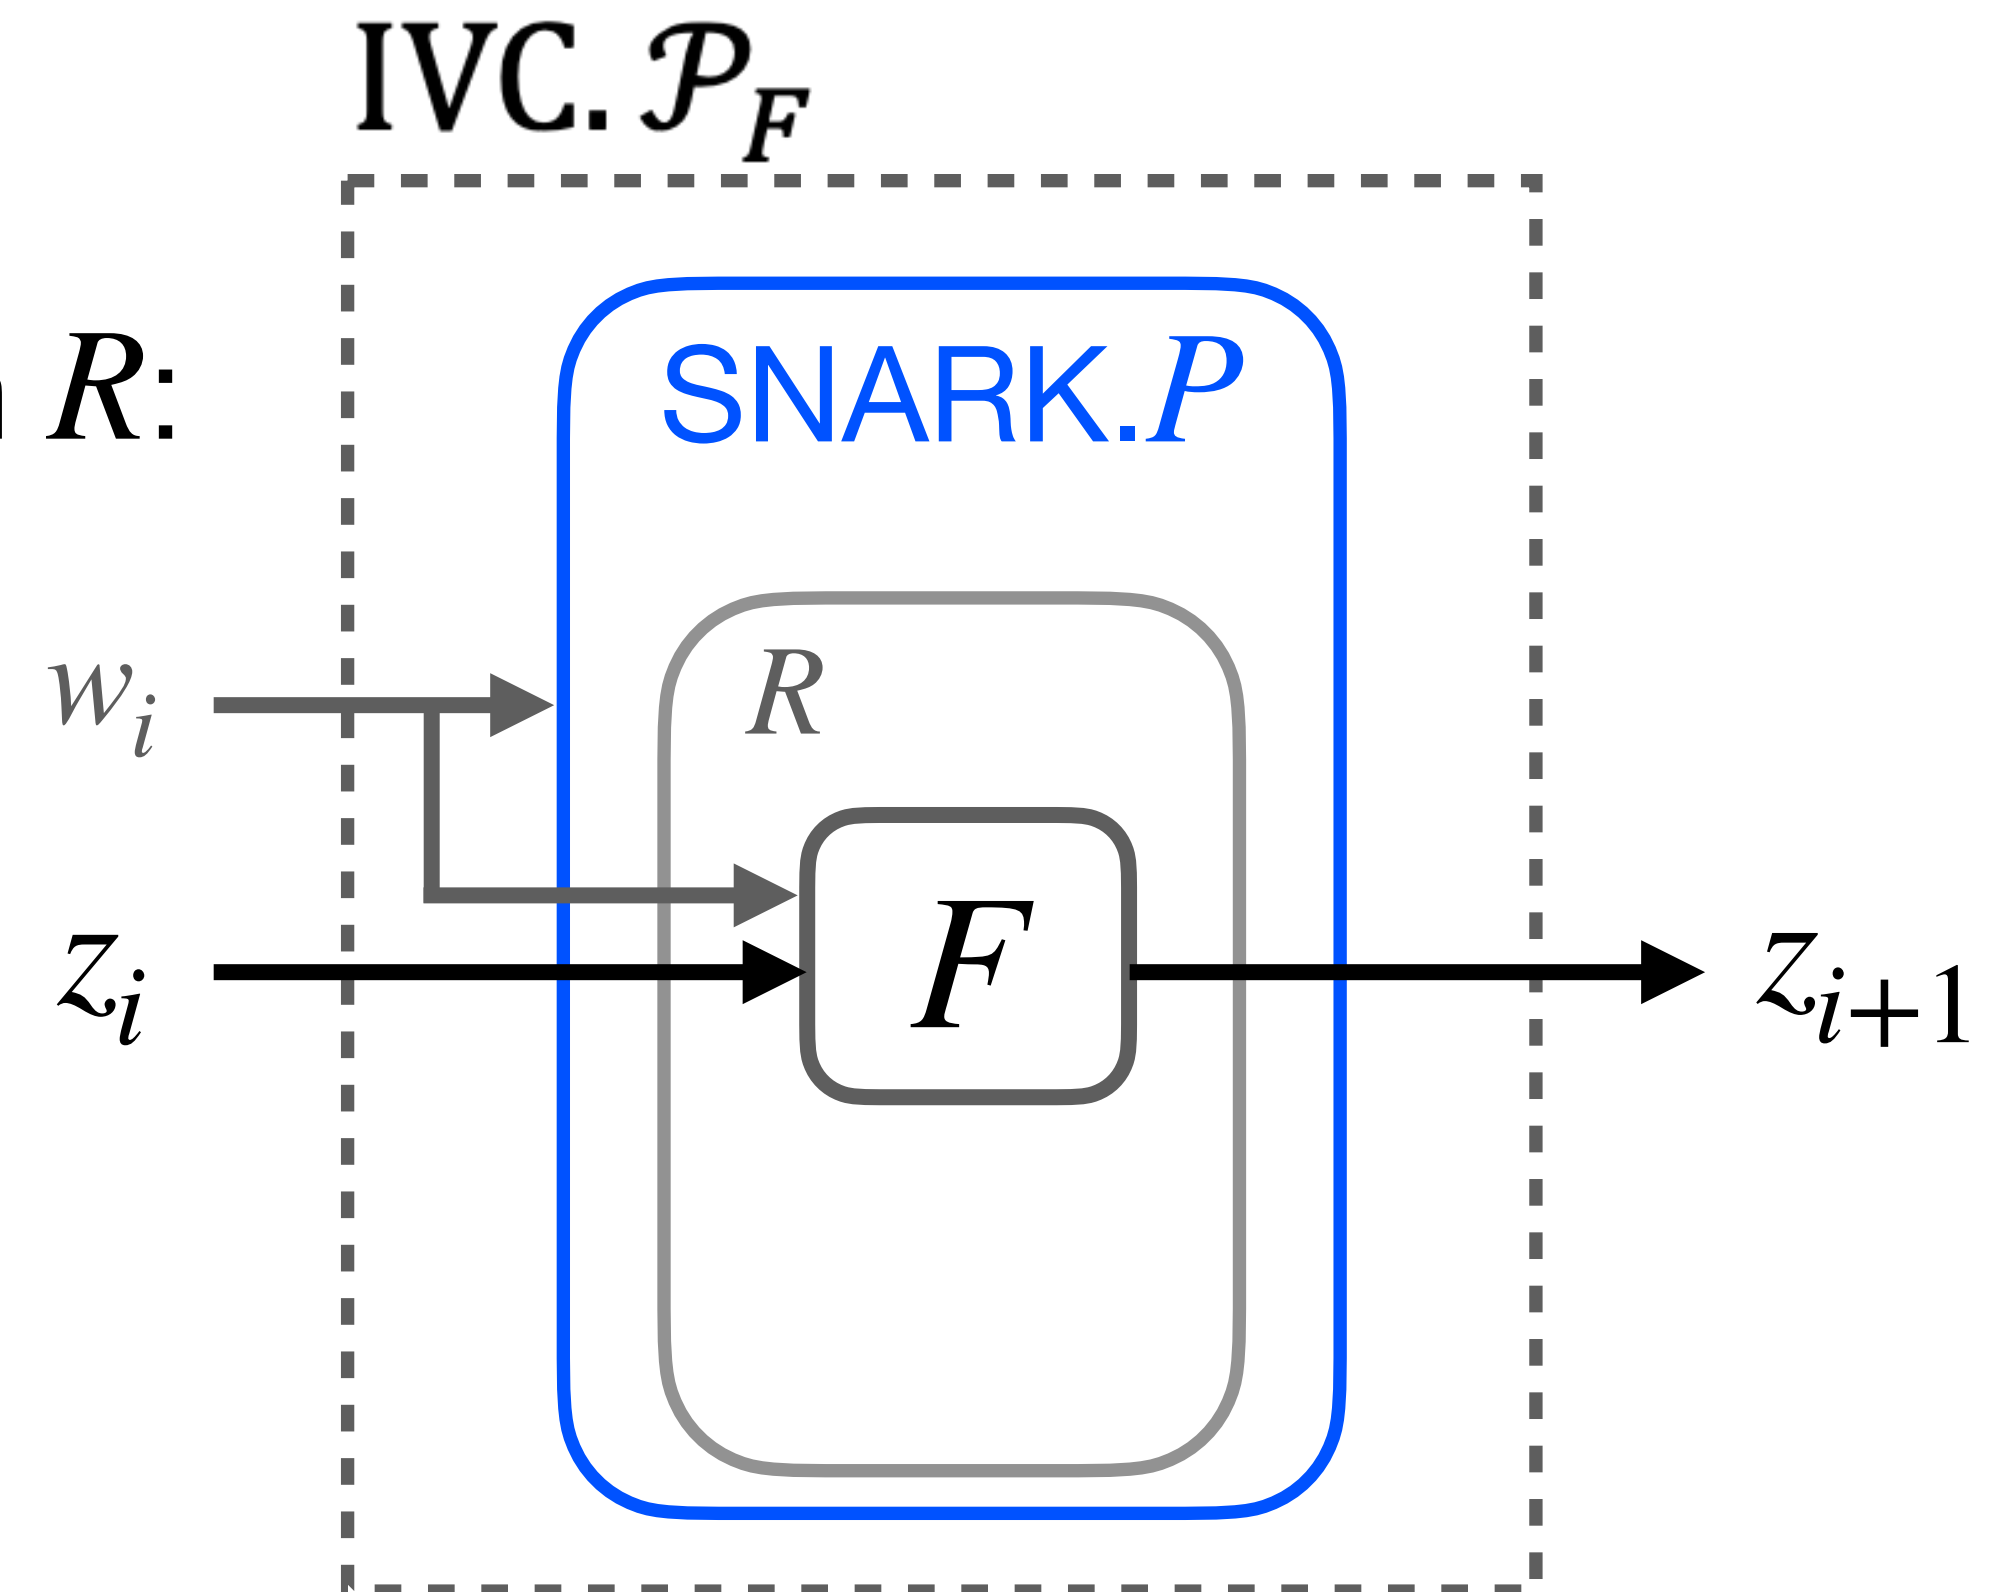 IVC. 𝒫_F
SNARK.P
R:
R
w_i
F
z_i
z_{i+1}